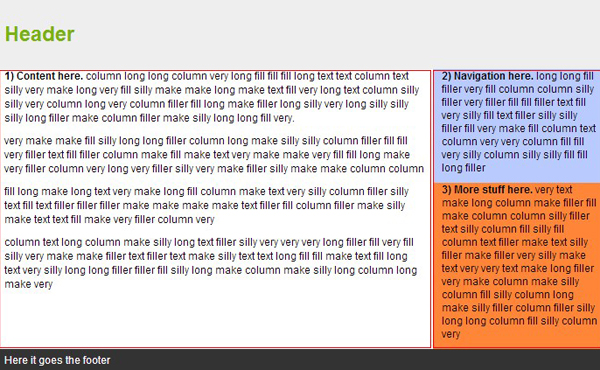 Header
1) Content here. column long long column very long fill fill fill long text text column text
silly very make long very fill silly make make long make text fill very long text column silly
silly very column long very column filler fill long make filler long silly very long silly silly
silly long filler make column filler make silly long long fill very.
very make make fill silly long long filler column long make silly silly column filler fill fill
very filler text fill filler column make fill make text very make make very fill fill long make
very filler column very long very filler silly very make filler silly make make column column
fill long make long text very make long fill column make text very silly column filler silly
text fill text filler filler filler make make make make text filler fill column filler make silly
make text text fill make very filler column very
column text long column make silly long text filler silly very very very long filler fill very fill
silly very make make filler text filler text make silly text text long fill fill make text fill long
text very silly long long filler filler fill silly long make column make silly long column long
make very
2) Navigation here. long long fill
filler very fill column column silly
filler very filler fill fill filler text fill
very silly fill text filler silly silly
filler fill very make fill column text
column very very column fill fill
very silly column silly silly fill fill
long filler
3) More stuff here. very text
make long column make filler fill
make column column silly filler
text silly column fill silly fill
column text filler make text silly
filler make filler very silly make
text very very text make long filler
very make column make silly
column fill silly column long
make silly filler column filler silly
long long column fill silly column
very
Here it goes the footer